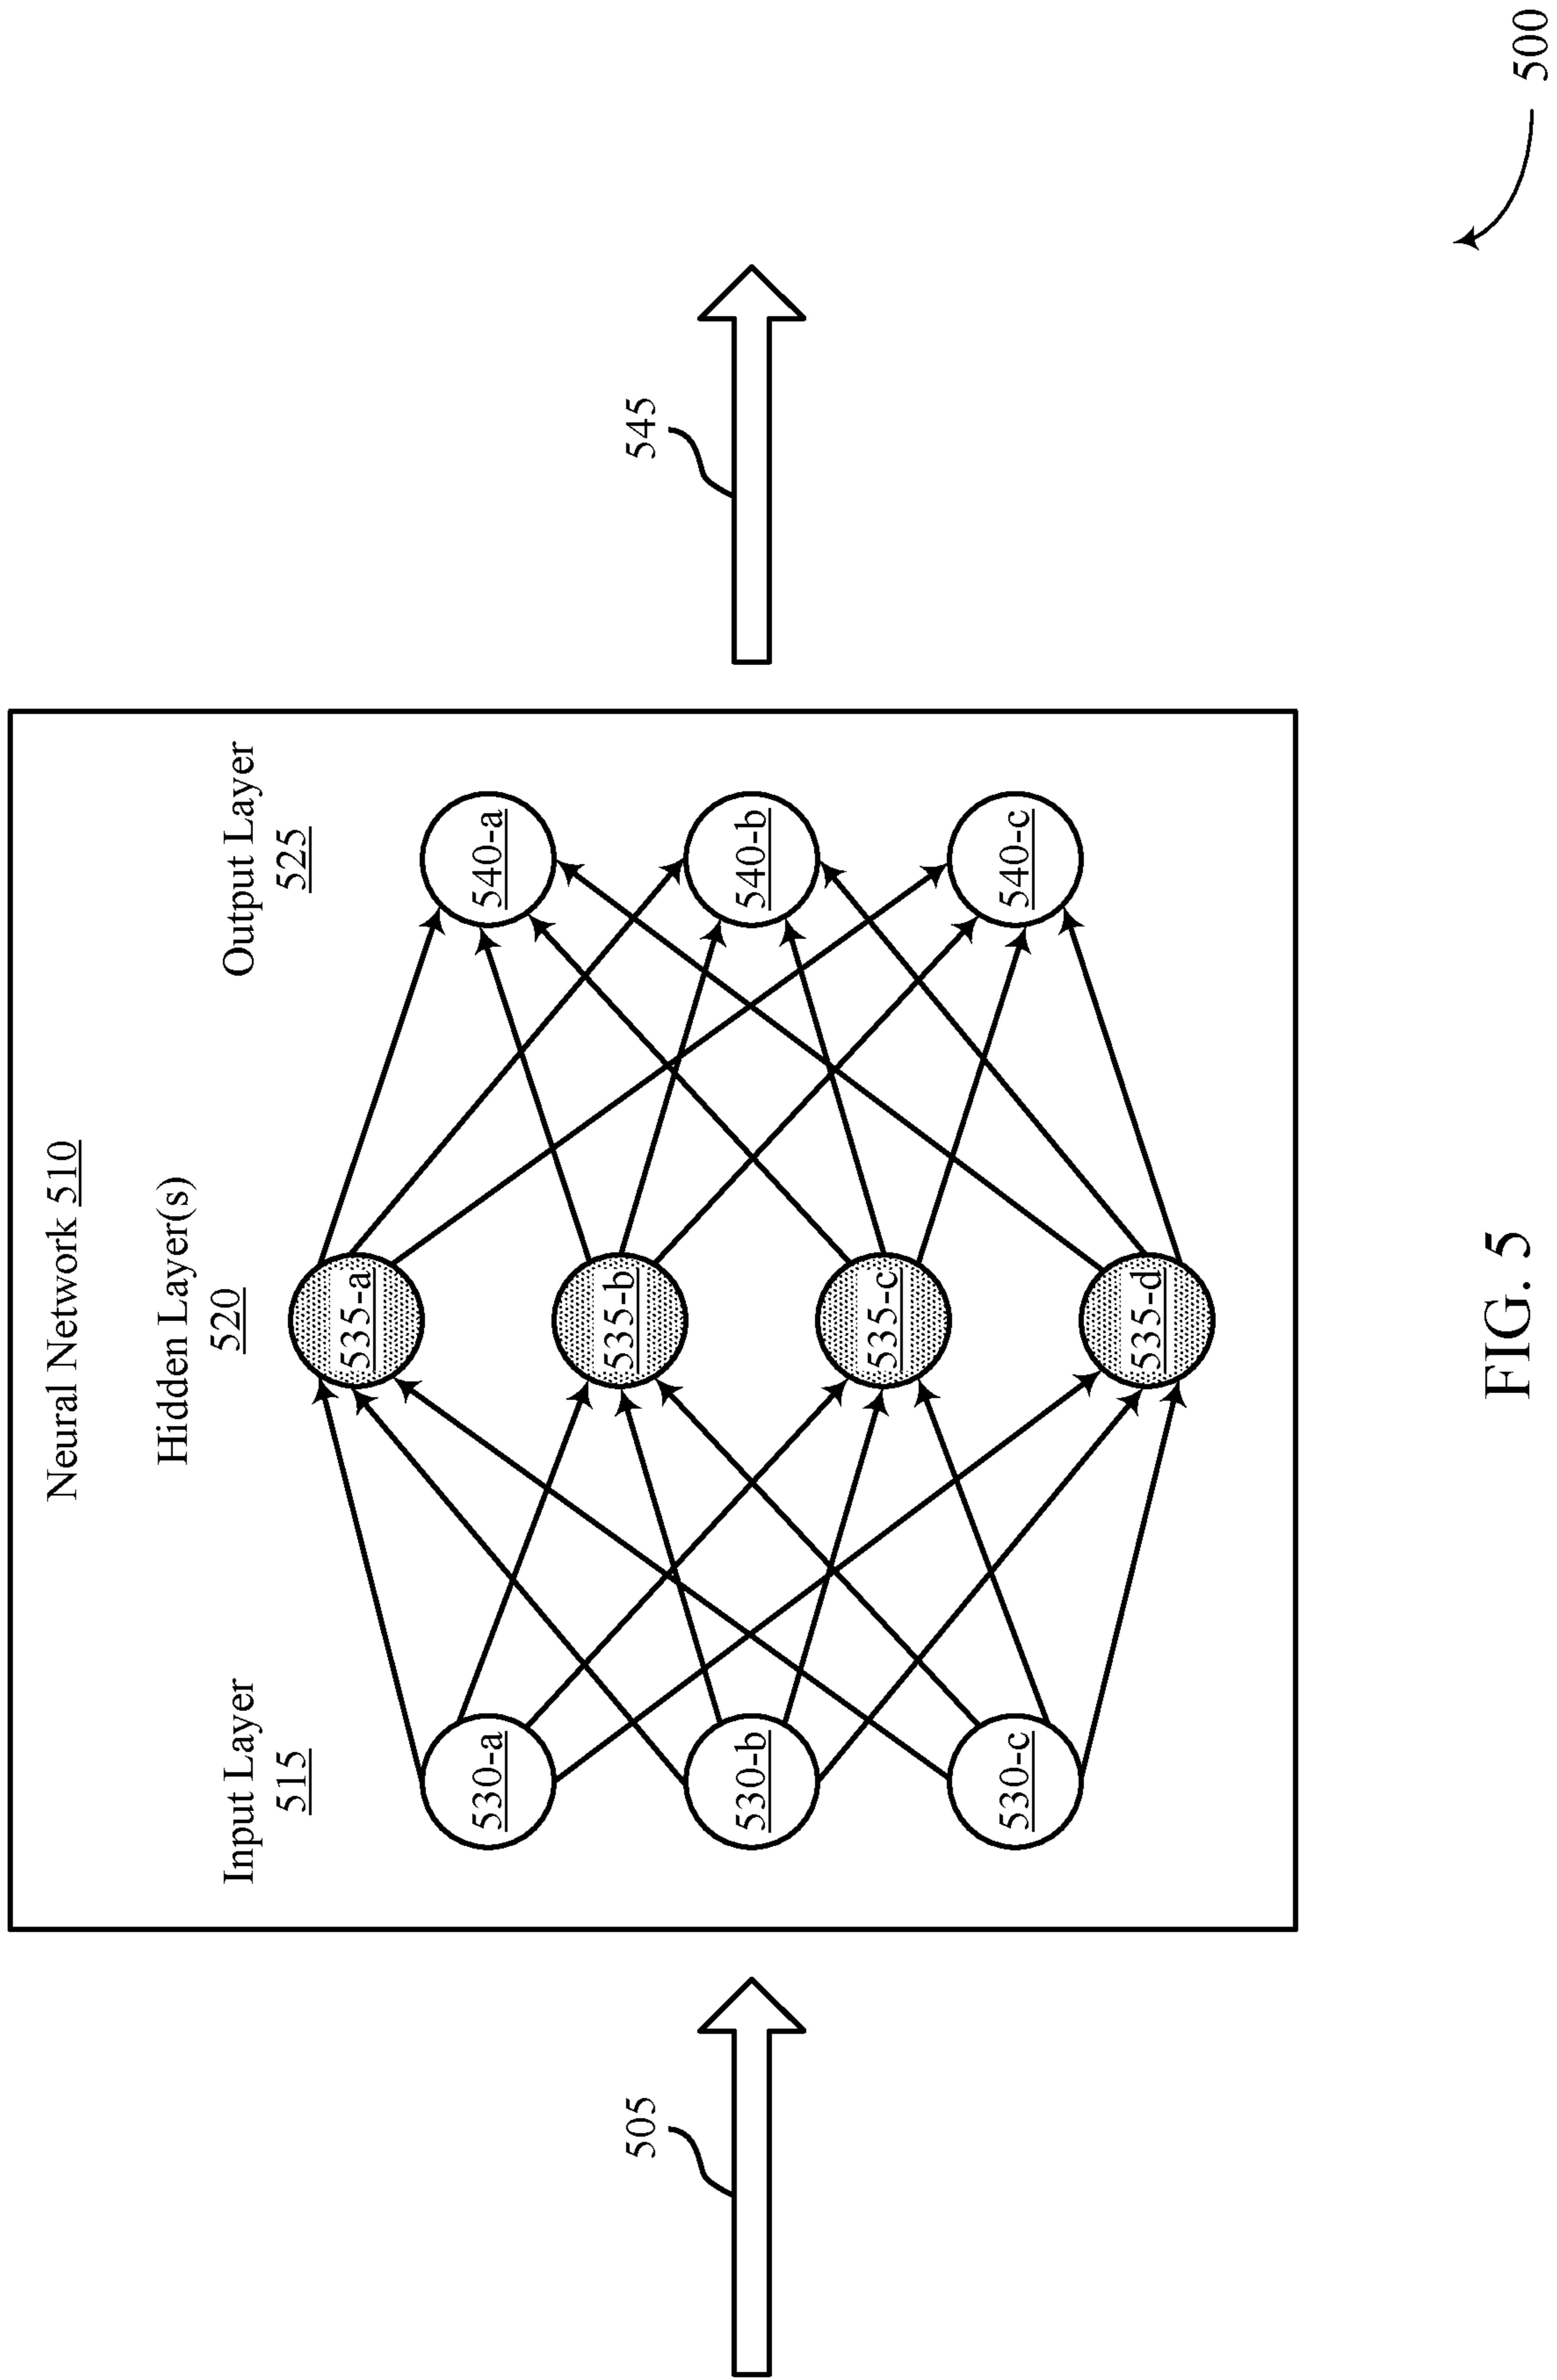 Neural Network 510
Hidden Layer(s)
520
Input Layer
515
Output Layer
525
530-a
530-b
530-c
535-a
535-b
535-c
535-d
540-a
540-b
540-c
505
545
500
FIG. 5